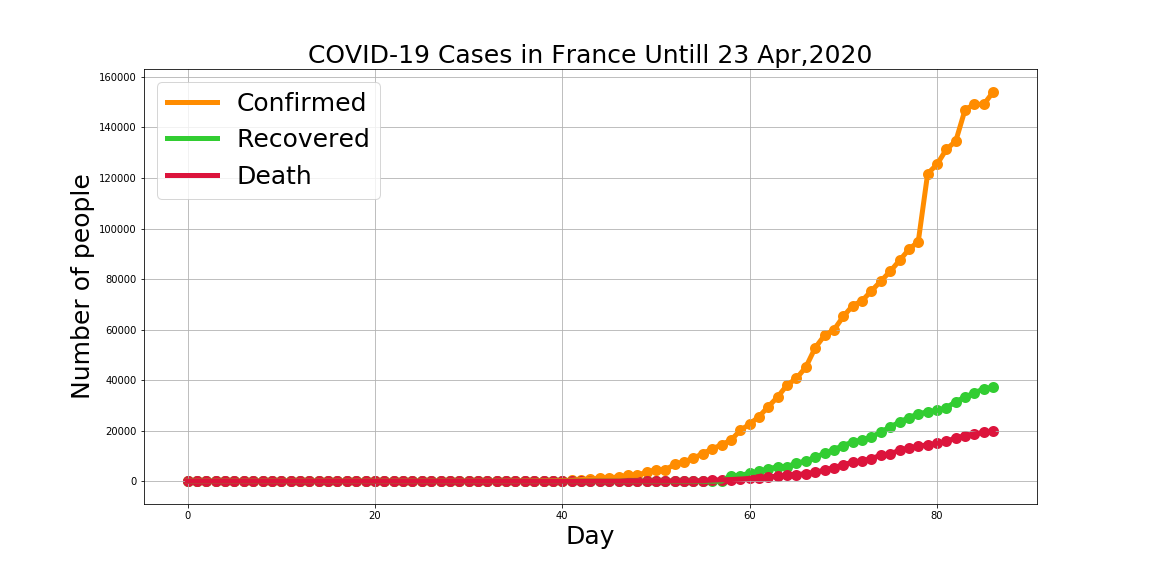 COVID-19 Cases in France Untill 23 Apr,2020
160000
140000
120000
100000
80000
60000
40000
20000
0
Number of people
Confirmed
Recovered
Death
0 20 40 60 80
Day